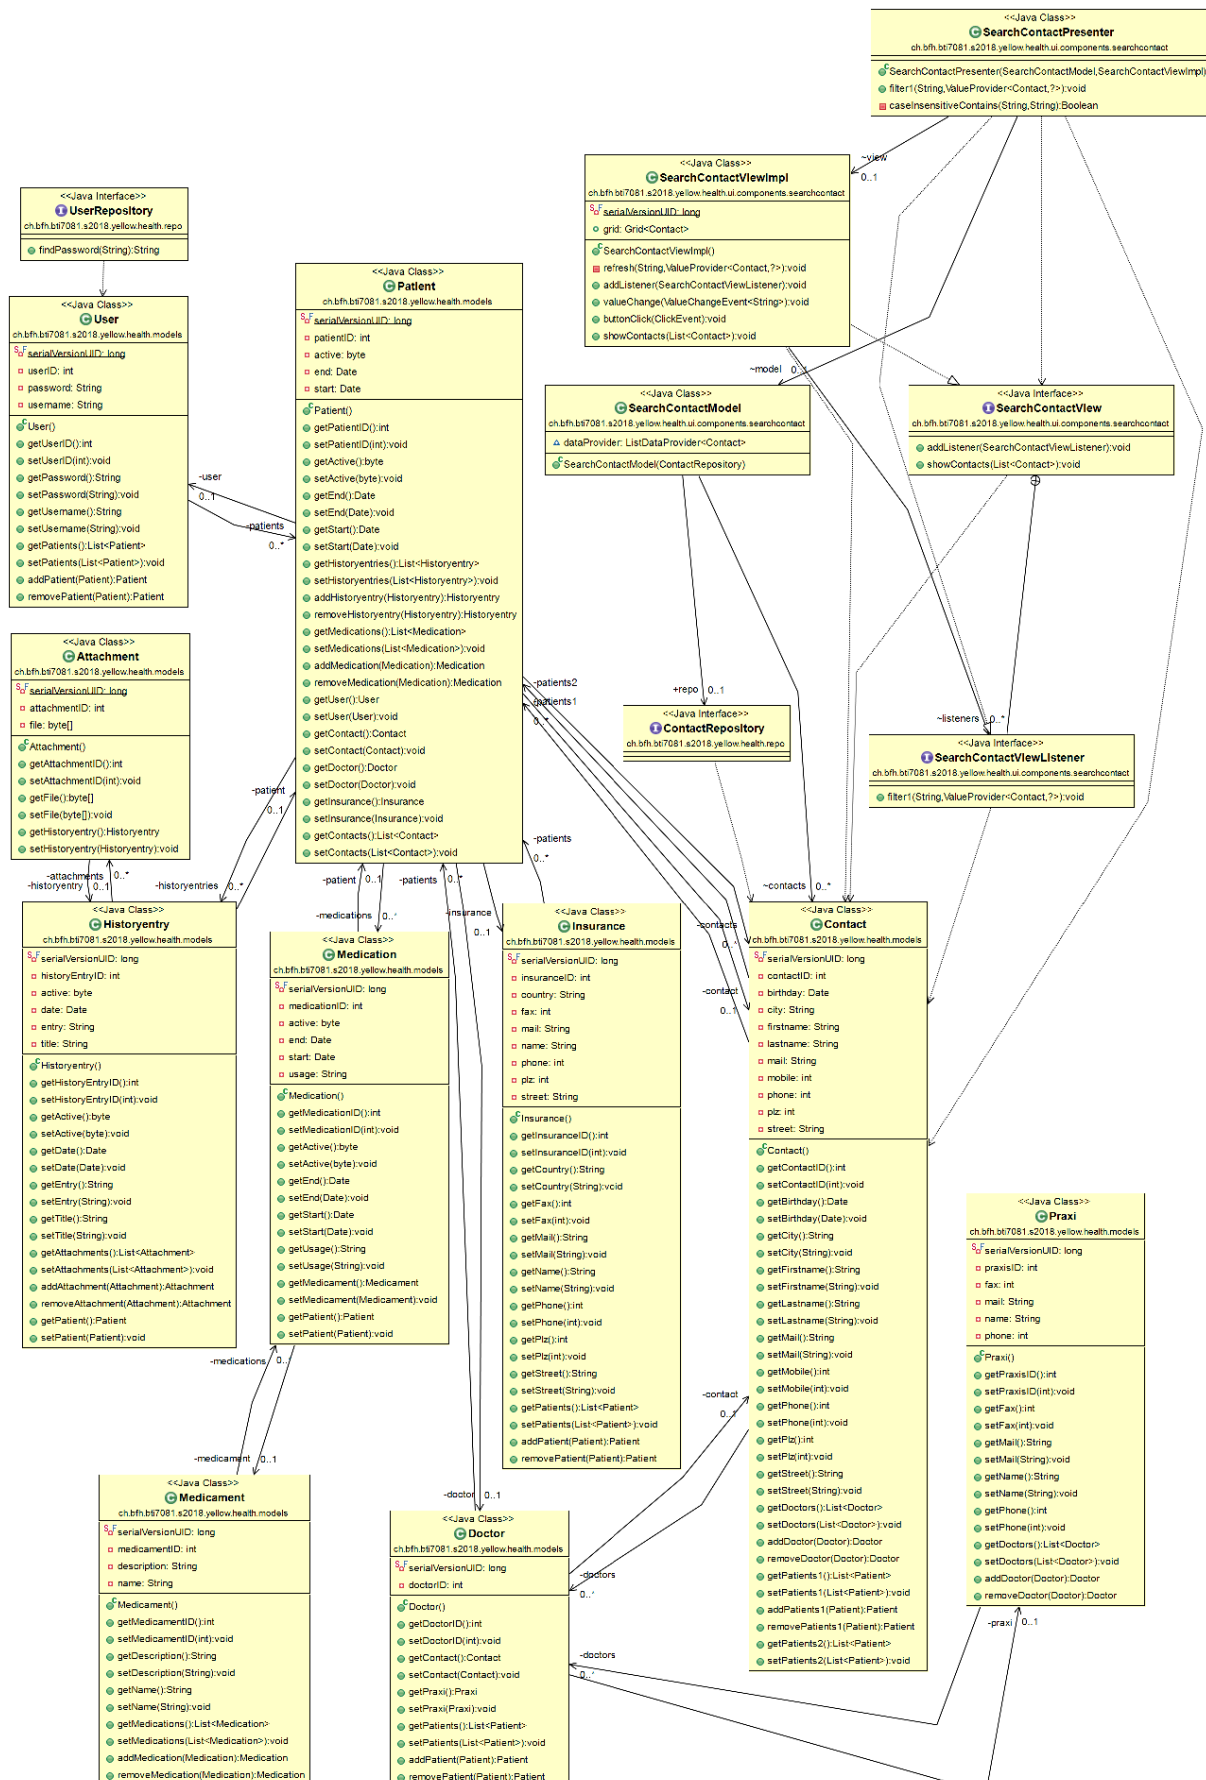 <<Java Class>>
SearchContactPresenter
ch.bfh.bti7081.s2018.yellow.health.ui.components.searchcontact
SearchContactPresenter(SearchContactModel,SearchContactViewImpl)
filter1(String,ValueProvider<Contact,?>):void
caseInsensitiveContains(String,String):Boolean
~view
0..1
<<Java Class>>
SearchContactViewImpl
ch.bfh.bti7081.s2018.yellow.health.ui.components.searchcontact
serialVersionUID: long
grid: Grid<Contact>
SearchContactViewImpl()
refresh(String,ValueProvider<Contact,?>):void
addListener(SearchContactViewListener):void
valueChange(ValueChangeEvent<String>):void
buttonClick(ClickEvent):void
showContacts(List<Contact>):void
<<Java Interface>>
UserRepository
ch.bfh.bti7081.s2018.yellow.health.repo
findPassword(String):String
<<Java Class>>
User
ch.bfh.bti7081.s2018.yellow.health.models
serialVersionUID: long
userID: int
password: String
username: String
User()
getUserID():int
setUserID(int):void
getPassword():String
setPassword(String):void
getUsername():String
setUsername(String):void
getPatients():List<Patient>
setPatients(List<Patient>):void
addPatient(Patient):Patient
removePatient(Patient):Patient
-user
0..1
-patients
0..*
<<Java Class>>
Patient
ch.bfh.bti7081.s2018.yellow.health.models
serialVersionUID: long
patientID: int
active: byte
end: Date
start: Date
Patient()
getPatientID():int
setPatientID(int):void
getActive():byte
setActive(byte):void
getEnd():Date
setEnd(Date):void
getStart():Date
setStart(Date):void
getHistoryentries():List<Historyentry>
setHistoryentries(List<Historyentry>):void
addHistoryentry(Historyentry):Historyentry
removeHistoryentry(Historyentry):Historyentry
getMedications():List<Medication>
setMedications(List<Medication>):void
addMedication(Medication):Medication
removeMedication(Medication):Medication
getUser():User
setUser(User):void
getContact():Contact
setContact(Contact):void
getDoctor():Doctor
setDoctor(Doctor):void
getInsurance():Insurance
setInsurance(Insurance):void
getContacts():List<Contact>
setContacts(List<Contact>):void
~model
<<Java Class>>
SearchContactModel
ch.bfh.bti7081.s2018.yellow.health.ui.components.searchcontact
dataProvider: ListDataProvider<Contact>
SearchContactModel(ContactRepository)
<<Java Interface>>
SearchContactView
ch.bfh.bti7081.s2018.yellow.health.ui.components.searchcontact
addListener(SearchContactViewListener):void
showContacts(List<Contact>):void
<<Java Class>>
Attachment
ch.bfh.bti7081.s2018.yellow.health.models
serialVersionUID: long
attachmentID: int
file: byte[]
Attachment()
getAttachmentID():int
setAttachmentID(int):void
getFile():byte[]
setFile(byte[]):void
getHistoryentry():Historyentry
setHistoryentry(Historyentry):void
-patients2
-patients1
0..*
+repo 0..1
<<Java Interface>>
ContactRepository
ch.bfh.bti7081.s2018.yellow.health.repo
~listeners 0..*
<<Java Interface>>
SearchContactViewListener
ch.bfh.bti7081.s2018.yellow.health.ui.components.searchcontact
filter1(String,ValueProvider<Contact,?>):void
-patient
0..1
-patients
0..*
-attachments
-historyentry 0..1 0..*
-historyentries 0..*
-patient 0..1
-patients 0..*
-medications 0..*
-insurance
0..1
~contacts 0..*
<<Java Class>>
Historyentry
ch.bfh.bti7081.s2018.yellow.health.models
serialVersionUID: long
historyEntryID: int
active: byte
date: Date
entry: String
title: String
Historyentry()
getHistoryEntryID():int
setHistoryEntryID(int):void
getActive():byte
setActive(byte):void
getDate():Date
setDate(Date):void
getEntry():String
setEntry(String):void
getTitle():String
setTitle(String):void
getAttachments():List<Attachment>
setAttachments(List<Attachment>):void
addAttachment(Attachment):Attachment
removeAttachment(Attachment):Attachment
getPatient():Patient
setPatient(Patient):void
<<Java Class>>
Medication
ch.bfh.bti7081.s2018.yellow.health.models
serialVersionUID: long
medicationID: int
active: byte
end: Date
start: Date
usage: String
Medication()
getMedicationID():int
setMedicationID(int):void
getActive():byte
setActive(byte):void
getEnd():Date
setEnd(Date):void
getStart():Date
setStart(Date):void
getUsage():String
setUsage(String):void
getMedicament():Medicament
setMedicament(Medicament):void
getPatient():Patient
setPatient(Patient):void
<<Java Class>>
Insurance
ch.bfh.bti7081.s2018.yellow.health.models
serialVersionUID: long
insuranceID: int
country: String
fax: int
mail: String
name: String
phone: int
plz: int
street: String
Insurance()
getInsuranceID():int
setInsuranceID(int):void
getCountry():String
setCountry(String):void
getFax():int
setFax(int):void
getMail():String
setMail(String):void
getName():String
setName(String):void
getPhone():int
setPhone(int):void
getPlz():int
setPlz(int):void
getStreet():String
setStreet(String):void
getPatients():List<Patient>
setPatients(List<Patient>):void
addPatient(Patient):Patient
removePatient(Patient):Patient
-contacts
0..*
-contact
0..1
<<Java Class>>
Contact
ch.bfh.bti7081.s2018.yellow.health.models
serialVersionUID: long
contactID: int
birthday: Date
city: String
firstname: String
lastname: String
mail: String
mobile: int
phone: int
plz: int
street: String
Contact()
getContactID():int
setContactID(int):void
getBirthday():Date
setBirthday(Date):void
getCity():String
setCity(String):void
getFirstname():String
setFirstname(String):void
getLastname():String
setLastname(String):void
getMail():String
setMail(String):void
getMobile():int
setMobile(int):void
getPhone():int
setPhone(int):void
getPlz():int
setPlz(int):void
getStreet():String
setStreet(String):void
getDoctors():List<Doctor>
setDoctors(List<Doctor>):void
addDoctor(Doctor):Doctor
removeDoctor(Doctor):Doctor
getPatients1():List<Patient>
setPatients1(List<Patient>):void
addPatients1(Patient):Patient
removePatients1(Patient):Patient
getPatients2():List<Patient>
setPatients2(List<Patient>):void
<<Java Class>>
Praxi
ch.bfh.bti7081.s2018.yellow.health.models
serialVersionUID: long
praxisID: int
fax: int
mail: String
name: String
phone: int
Praxi()
getPraxisID():int
setPraxisID(int):void
getFax():int
setFax(int):void
getMail():String
setMail(String):void
getName():String
setName(String):void
getPhone():int
setPhone(int):void
getDoctors():List<Doctor>
setDoctors(List<Doctor>):void
addDoctor(Doctor):Doctor
removeDoctor(Doctor):Doctor
-praxi 0..1
-medications 0..*
-medicament 0..1
-contact
0..1
-doctor 0..1
-doctors
0..*
-doctors
0..*
<<Java Class>>
Medicament
ch.bfh.bti7081.s2018.yellow.health.models
serialVersionUID: long
medicamentID: int
description: String
name: String
Medicament()
getMedicamentID():int
setMedicamentID(int):void
getDescription():String
setDescription(String):void
getName():String
setName(String):void
getMedications():List<Medication>
setMedications(List<Medication>):void
addMedication(Medication):Medication
removeMedication(Medication):Medication
<<Java Class>>
Doctor
ch.bfh.bti7081.s2018.yellow.health.models
serialVersionUID: long
doctorID: int
Doctor()
getDoctorID():int
setDoctorID(int):void
getContact():Contact
setContact(Contact):void
getPraxi():Praxi
setPraxi(Praxi):void
getPatients():List<Patient>
setPatients(List<Patient>):void
addPatient(Patient):Patient
removePatient(Patient):Patient